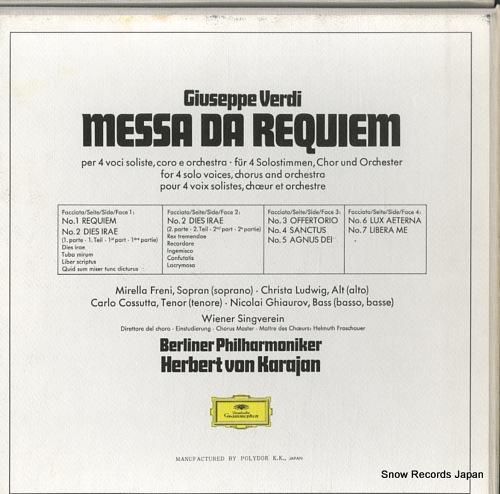 Giuseppe Verdi
MESSA DA REQUIEM
per 4 voci soliste, coro e orchestra · für 4 Solostimmen, Chor und Orchester
for 4 solo voices, chorus and orchestra
pour 4 voix solistes, chœur et orchestre
Facciata/Seite/Side/Face 1:
No.1 REQUIEM
No.2 DIES IRAE
(1. parte · 1. Teil · 1st part · 1ème partie)
Dies irae
Tuba mirum
Liber scriptus
Quid sum miser tunc dicturus
Facciata/Seite/Side/Face 2:
No.2 DIES IRAE
(2. parte · 2. Teil · 2nd part · 2e partie)
Rex tremendae
Recordare
Ingemisco
Confutatis
Lacrymosa
Facciata/Seite/Side/Face 3:
No.3 OFFERTORIO
No.4 SANCTUS
No.5 AGNUS DEI
Facciata/Seite/Side/Face 4:
No.6 LUX AETERNA
No.7 LIBERA ME
Mirella Freni, Sopran (soprano) · Christa Ludwig, Alt (alto)
Carlo Cossutta, Tenor (tenore) · Nicolai Ghiaurov, Bass (basso, basse)
Wiener Singverein
Direttore del choro · Einstudierung · Chorus Master · Maître des Chœurs: Helmuth Froschauer
Berliner Philharmoniker
Herbert von Karajan
Deutsche
Grammophon
Gesellschaft
MANUFACTURED BY POLYDOR K.K., JAPAN
Snow Records Japan